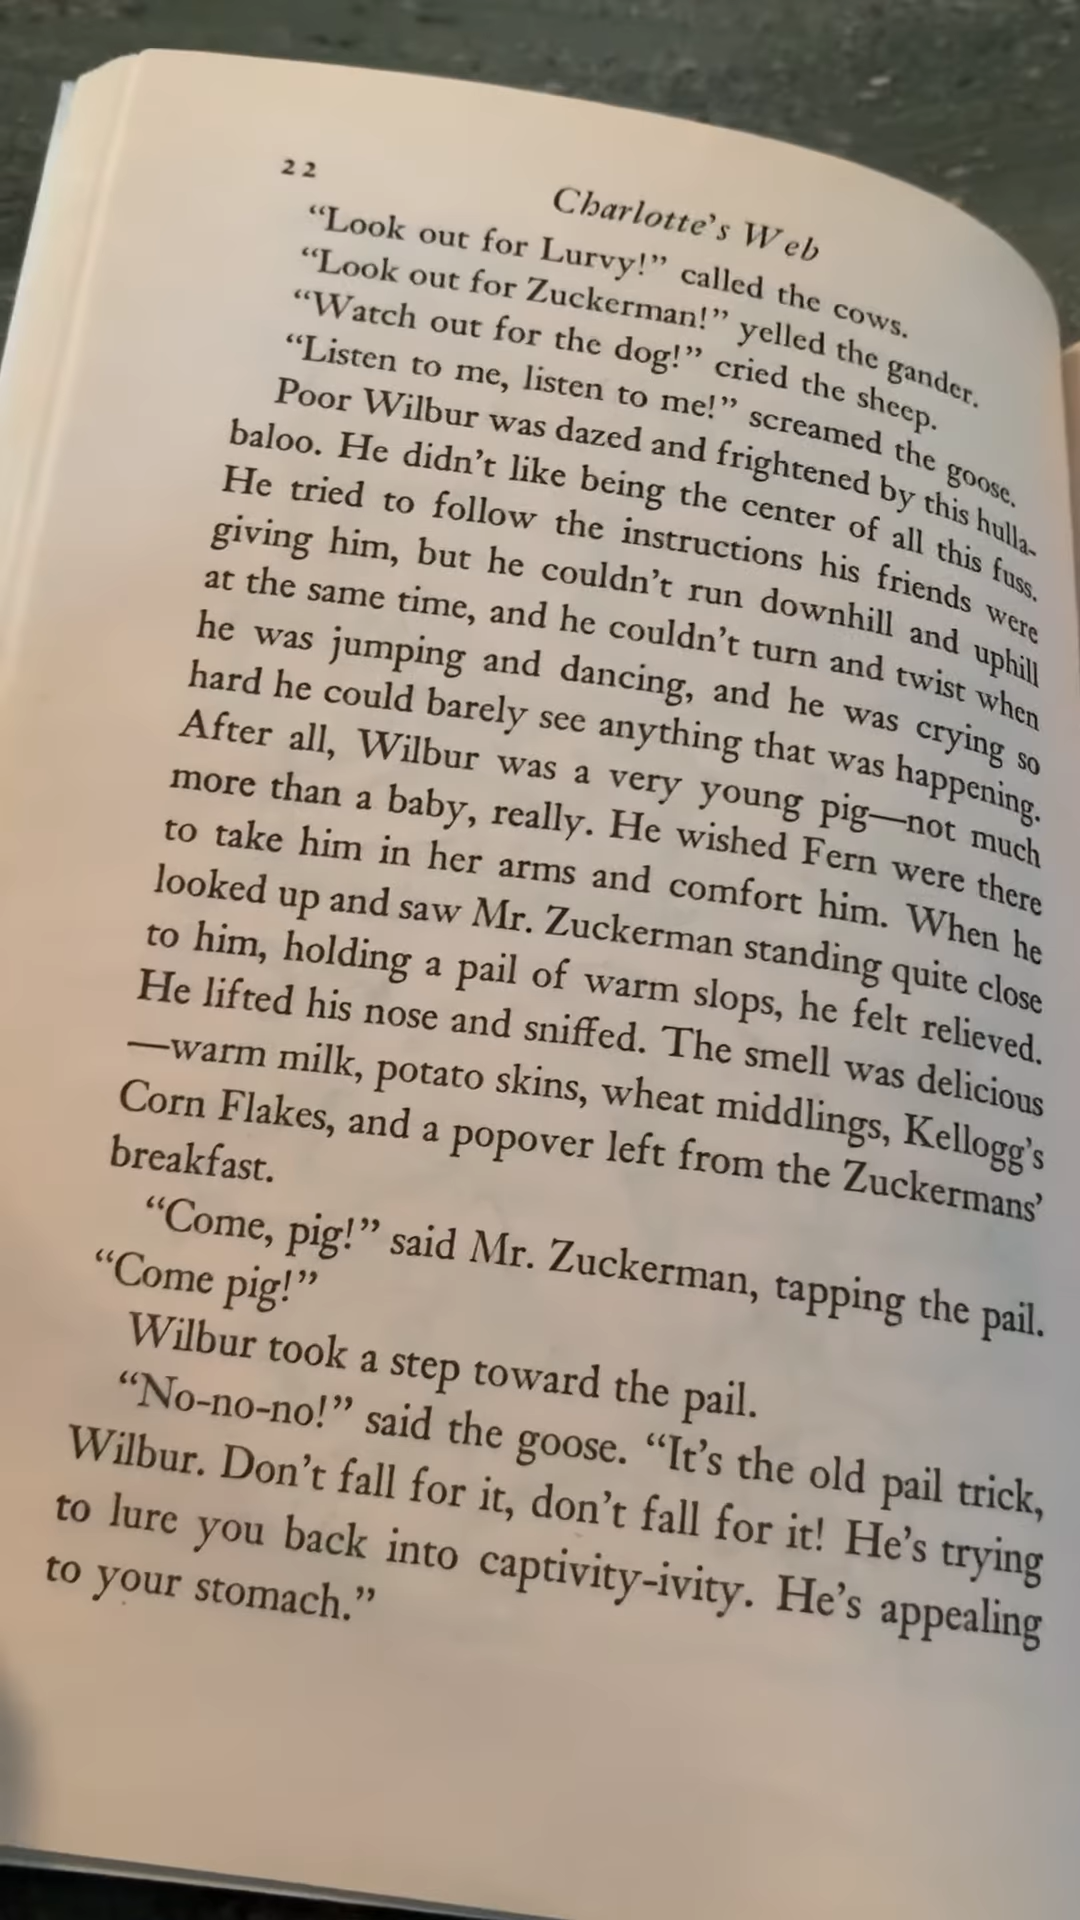 22
Charlotte's Web
“Look out for Lurvy!” called the cows.
“Look out for Zuckerman!” yelled the gander.
“Watch out for the dog!” cried the sheep.
“Listen to me, listen to me!” screamed the goose.
Poor Wilbur was dazed and frightened by this hulla-
baloo. He didn't like being the center of all this fuss.
He tried to follow the instructions his friends were
giving him, but he couldn't run downhill and uphill
at the same time, and he couldn't turn and twist when
he was jumping and dancing, and he was crying so
hard he could barely see anything that was happening.
After all, Wilbur was a very young pig—not much
more than a baby, really. He wished Fern were there
to take him in her arms and comfort him. When he
looked up and saw Mr. Zuckerman standing quite close
to him, holding a pail of warm slops, he felt relieved.
He lifted his nose and sniffed. The smell was delicious
—warm milk, potato skins, wheat middlings, Kellogg's
Corn Flakes, and a popover left from the Zuckermans'
breakfast.
“Come, pig!” said Mr. Zuckerman, tapping the pail.
“Come pig!”
Wilbur took a step toward the pail.
“No-no-no!” said the goose. “It's the old pail trick,
Wilbur. Don't fall for it, don't fall for it! He's trying
to lure you back into captivity-ivity. He's appealing
to your stomach.”